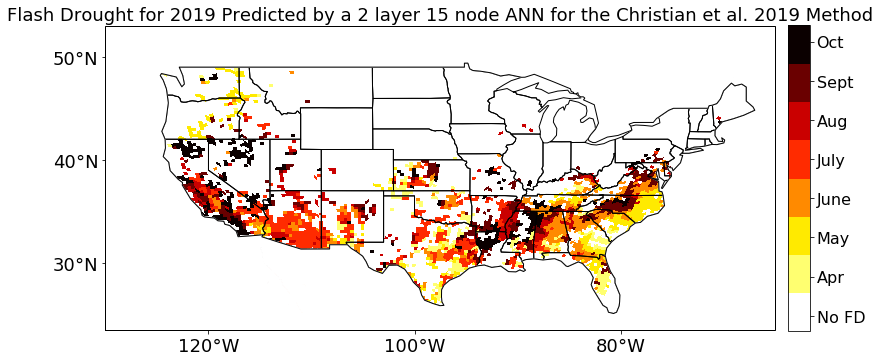 Flash Drought for 2019 Predicted by a 2 layer 15 node ANN for the Christian et al. 2019 Method
50°N
40°N
30°N
120°W
100°W
80°W
Oct
Sept
Aug
July
June
May
Apr
No FD